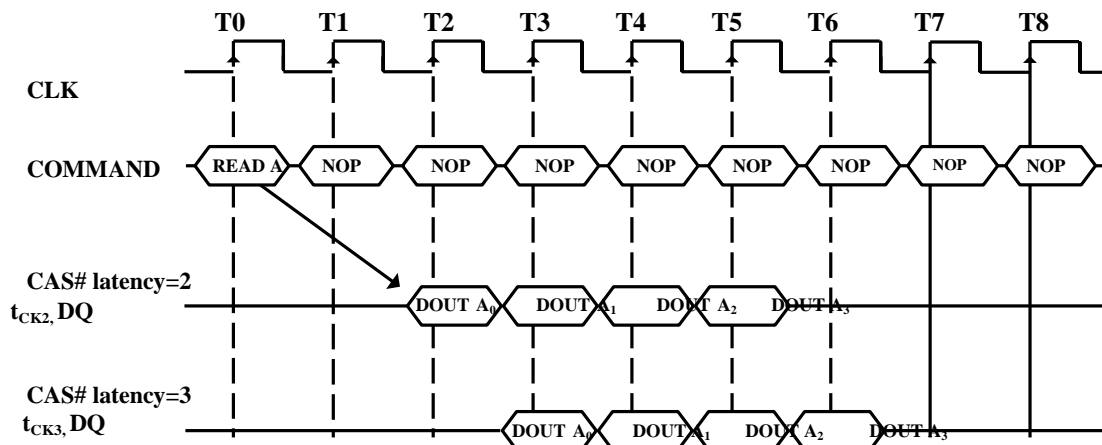 T0 T1 T2 T3 T4 T5 T6 T7 T8
CLK
COMMAND READ A NOP NOP NOP NOP NOP NOP NOP NOP
CAS# latency=2
tCK2, DQ DOUT A0 DOUT A1 DOUT A2 DOUT A3
CAS# latency=3
tCK3, DQ DOUT A0 DOUT A1 DOUT A2 DOUT A3